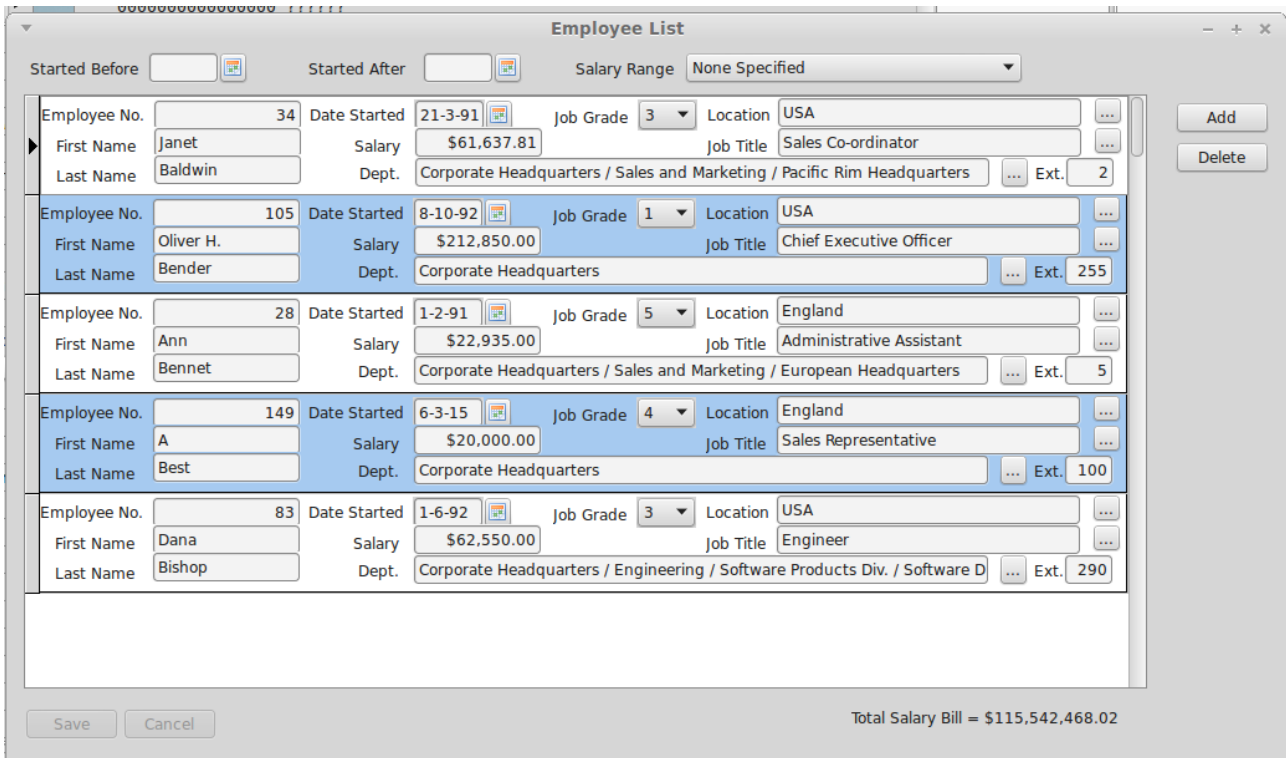 Employee List
Started Before Started After Salary Range None Specified
Employee No. 34 Date Started 21-3-91 Job Grade 3 Location USA ...
First Name Janet Salary $61,637.81 Job Title Sales Co-ordinator ...
Last Name Baldwin Dept. Corporate Headquarters / Sales and Marketing / Pacific Rim Headquarters ... Ext. 2
Add
Delete
Employee No. 105 Date Started 8-10-92 Job Grade 1 Location USA ...
First Name Oliver H. Salary $212,850.00 Job Title Chief Executive Officer ...
Last Name Bender Dept. Corporate Headquarters ... Ext. 255
Employee No. 28 Date Started 1-2-91 Job Grade 5 Location England ...
First Name Ann Salary $22,935.00 Job Title Administrative Assistant ...
Last Name Bennet Dept. Corporate Headquarters / Sales and Marketing / European Headquarters ... Ext. 5
Employee No. 149 Date Started 6-3-15 Job Grade 4 Location England ...
First Name A Salary $20,000.00 Job Title Sales Representative ...
Last Name Best Dept. Corporate Headquarters ... Ext. 100
Employee No. 83 Date Started 1-6-92 Job Grade 3 Location USA ...
First Name Dana Salary $62,550.00 Job Title Engineer ...
Last Name Bishop Dept. Corporate Headquarters / Engineering / Software Products Div. / Software D ... Ext. 290
Save Cancel Total Salary Bill = $115,542,468.02